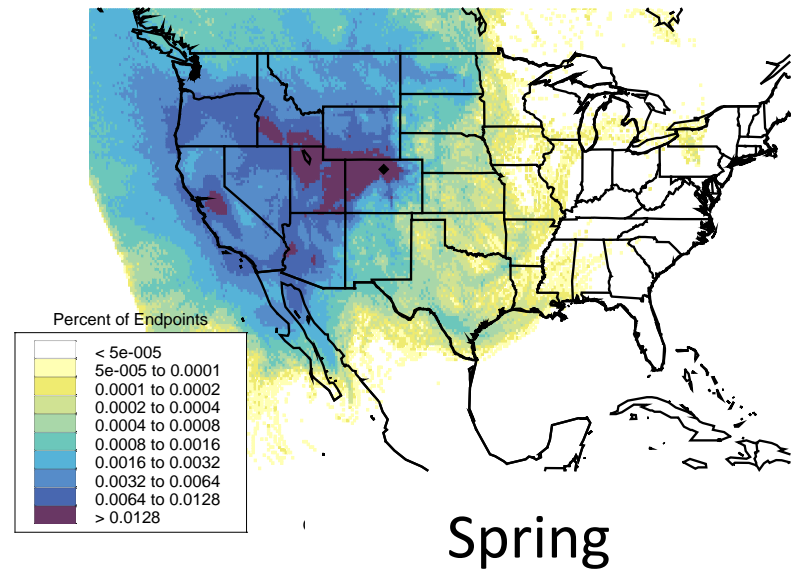 Percent of Endpoints
< 5e-005
5e-005 to 0.0001
0.0001 to 0.0002
0.0002 to 0.0004
0.0004 to 0.0008
0.0008 to 0.0016
0.0016 to 0.0032
0.0032 to 0.0064
0.0064 to 0.0128
> 0.0128
Spring